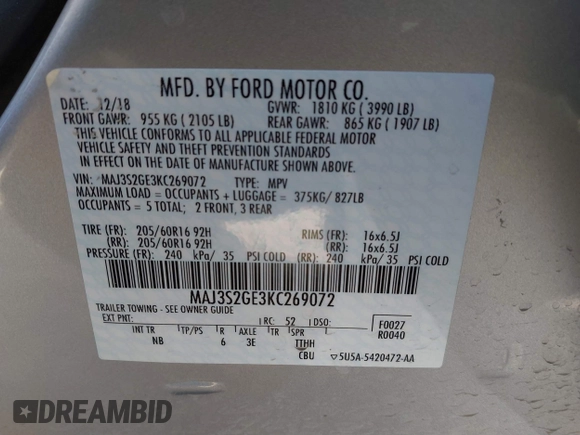 MFD. BY FORD MOTOR CO.
DATE: 12/18 GVWR: 1810 KG ( 3990 LB)
FRONT GAWR: 955 KG ( 2105 LB) REAR GAWR: 865 KG ( 1907 LB)
THIS VEHICLE CONFORMS TO ALL APPLICABLE FEDERAL MOTOR
VEHICLE SAFETY AND THEFT PREVENTION STANDARDS
IN EFFECT ON THE DATE OF MANUFACTURE SHOWN ABOVE.
VIN: MAJ3S2GE3KC269072 TYPE: MPV
MAXIMUM LOAD = OCCUPANTS + LUGGAGE = 375KG/ 827LB
OCCUPANTS = 5 TOTAL; 2 FRONT, 3 REAR
TIRE (FR): 205/60R16 92H RIMS (FR): 16x6.5J
(RR): 205/60R16 92H (RR): 16x6.5J
PRESSURE (FR): 240 kPa/ 35 PSI COLD (RR): 240 kPa/ 35 PSI COLD
MAJ3S2GE3KC269072
TRAILER TOWING - SEE OWNER GUIDE
EXT PNT: RC: 52 DSO: F0027
R0040
INT TR TP/PS R AXLE TR SPR
NB 6 3E TTHH
CBU 5U5A-5420472-AA
DREAMBID